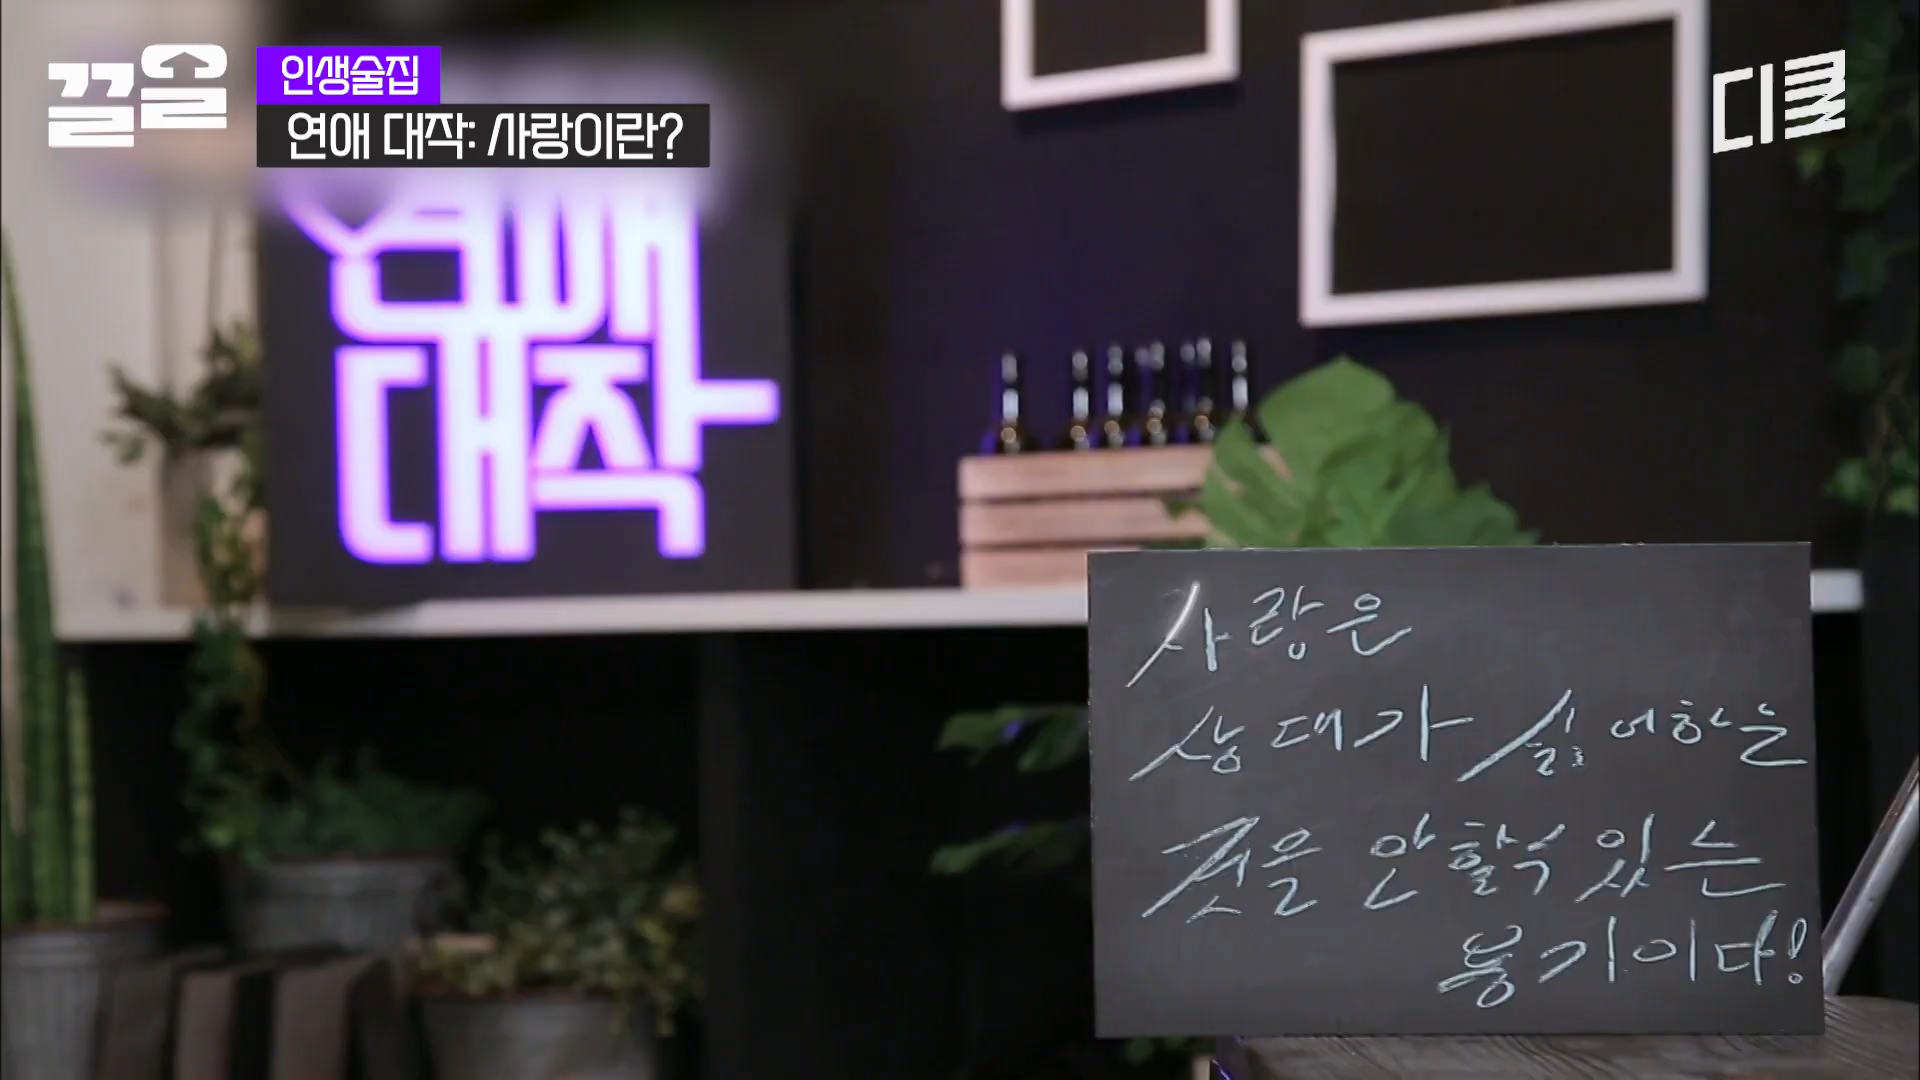 끌올
인생술집
연애 대작: 사랑이란?
디클
연애
대작
사랑은
상대가 싫어하는
것을 안할수 있는
용기이다!